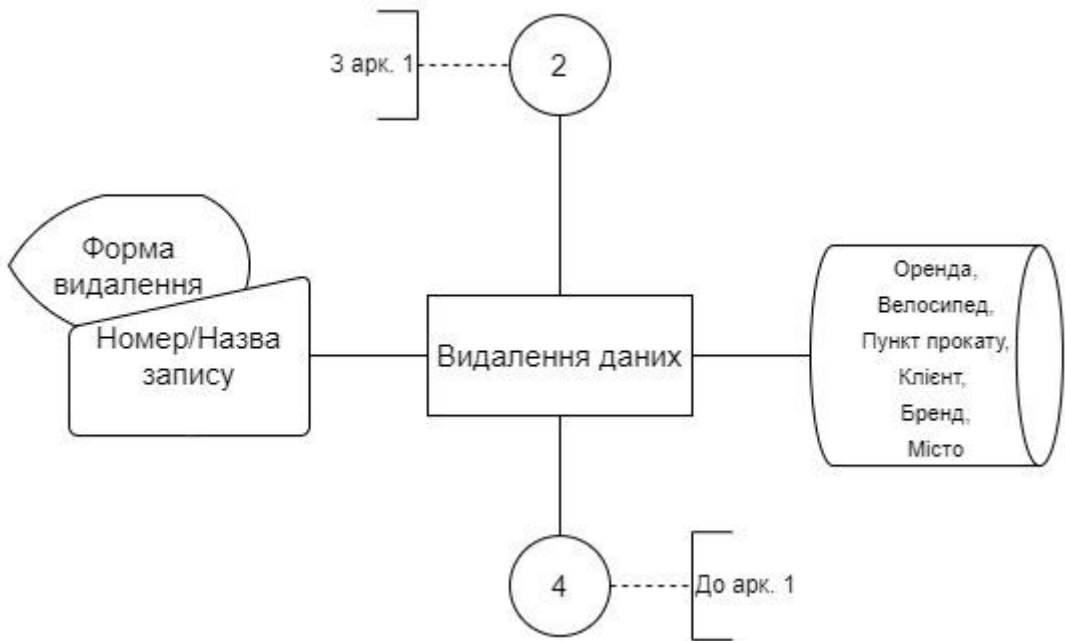 З арк. 1
2
Форма
видалення
Номер/Назва
запису
Видалення даних
Оренда,
Велосипед,
Пункт прокату,
Клієнт,
Бренд,
Місто
4
До арк. 1